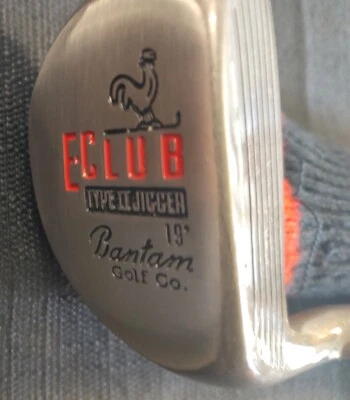 ECLUB
TYPE II JIGGER
19°
Bantam
Golf Co.